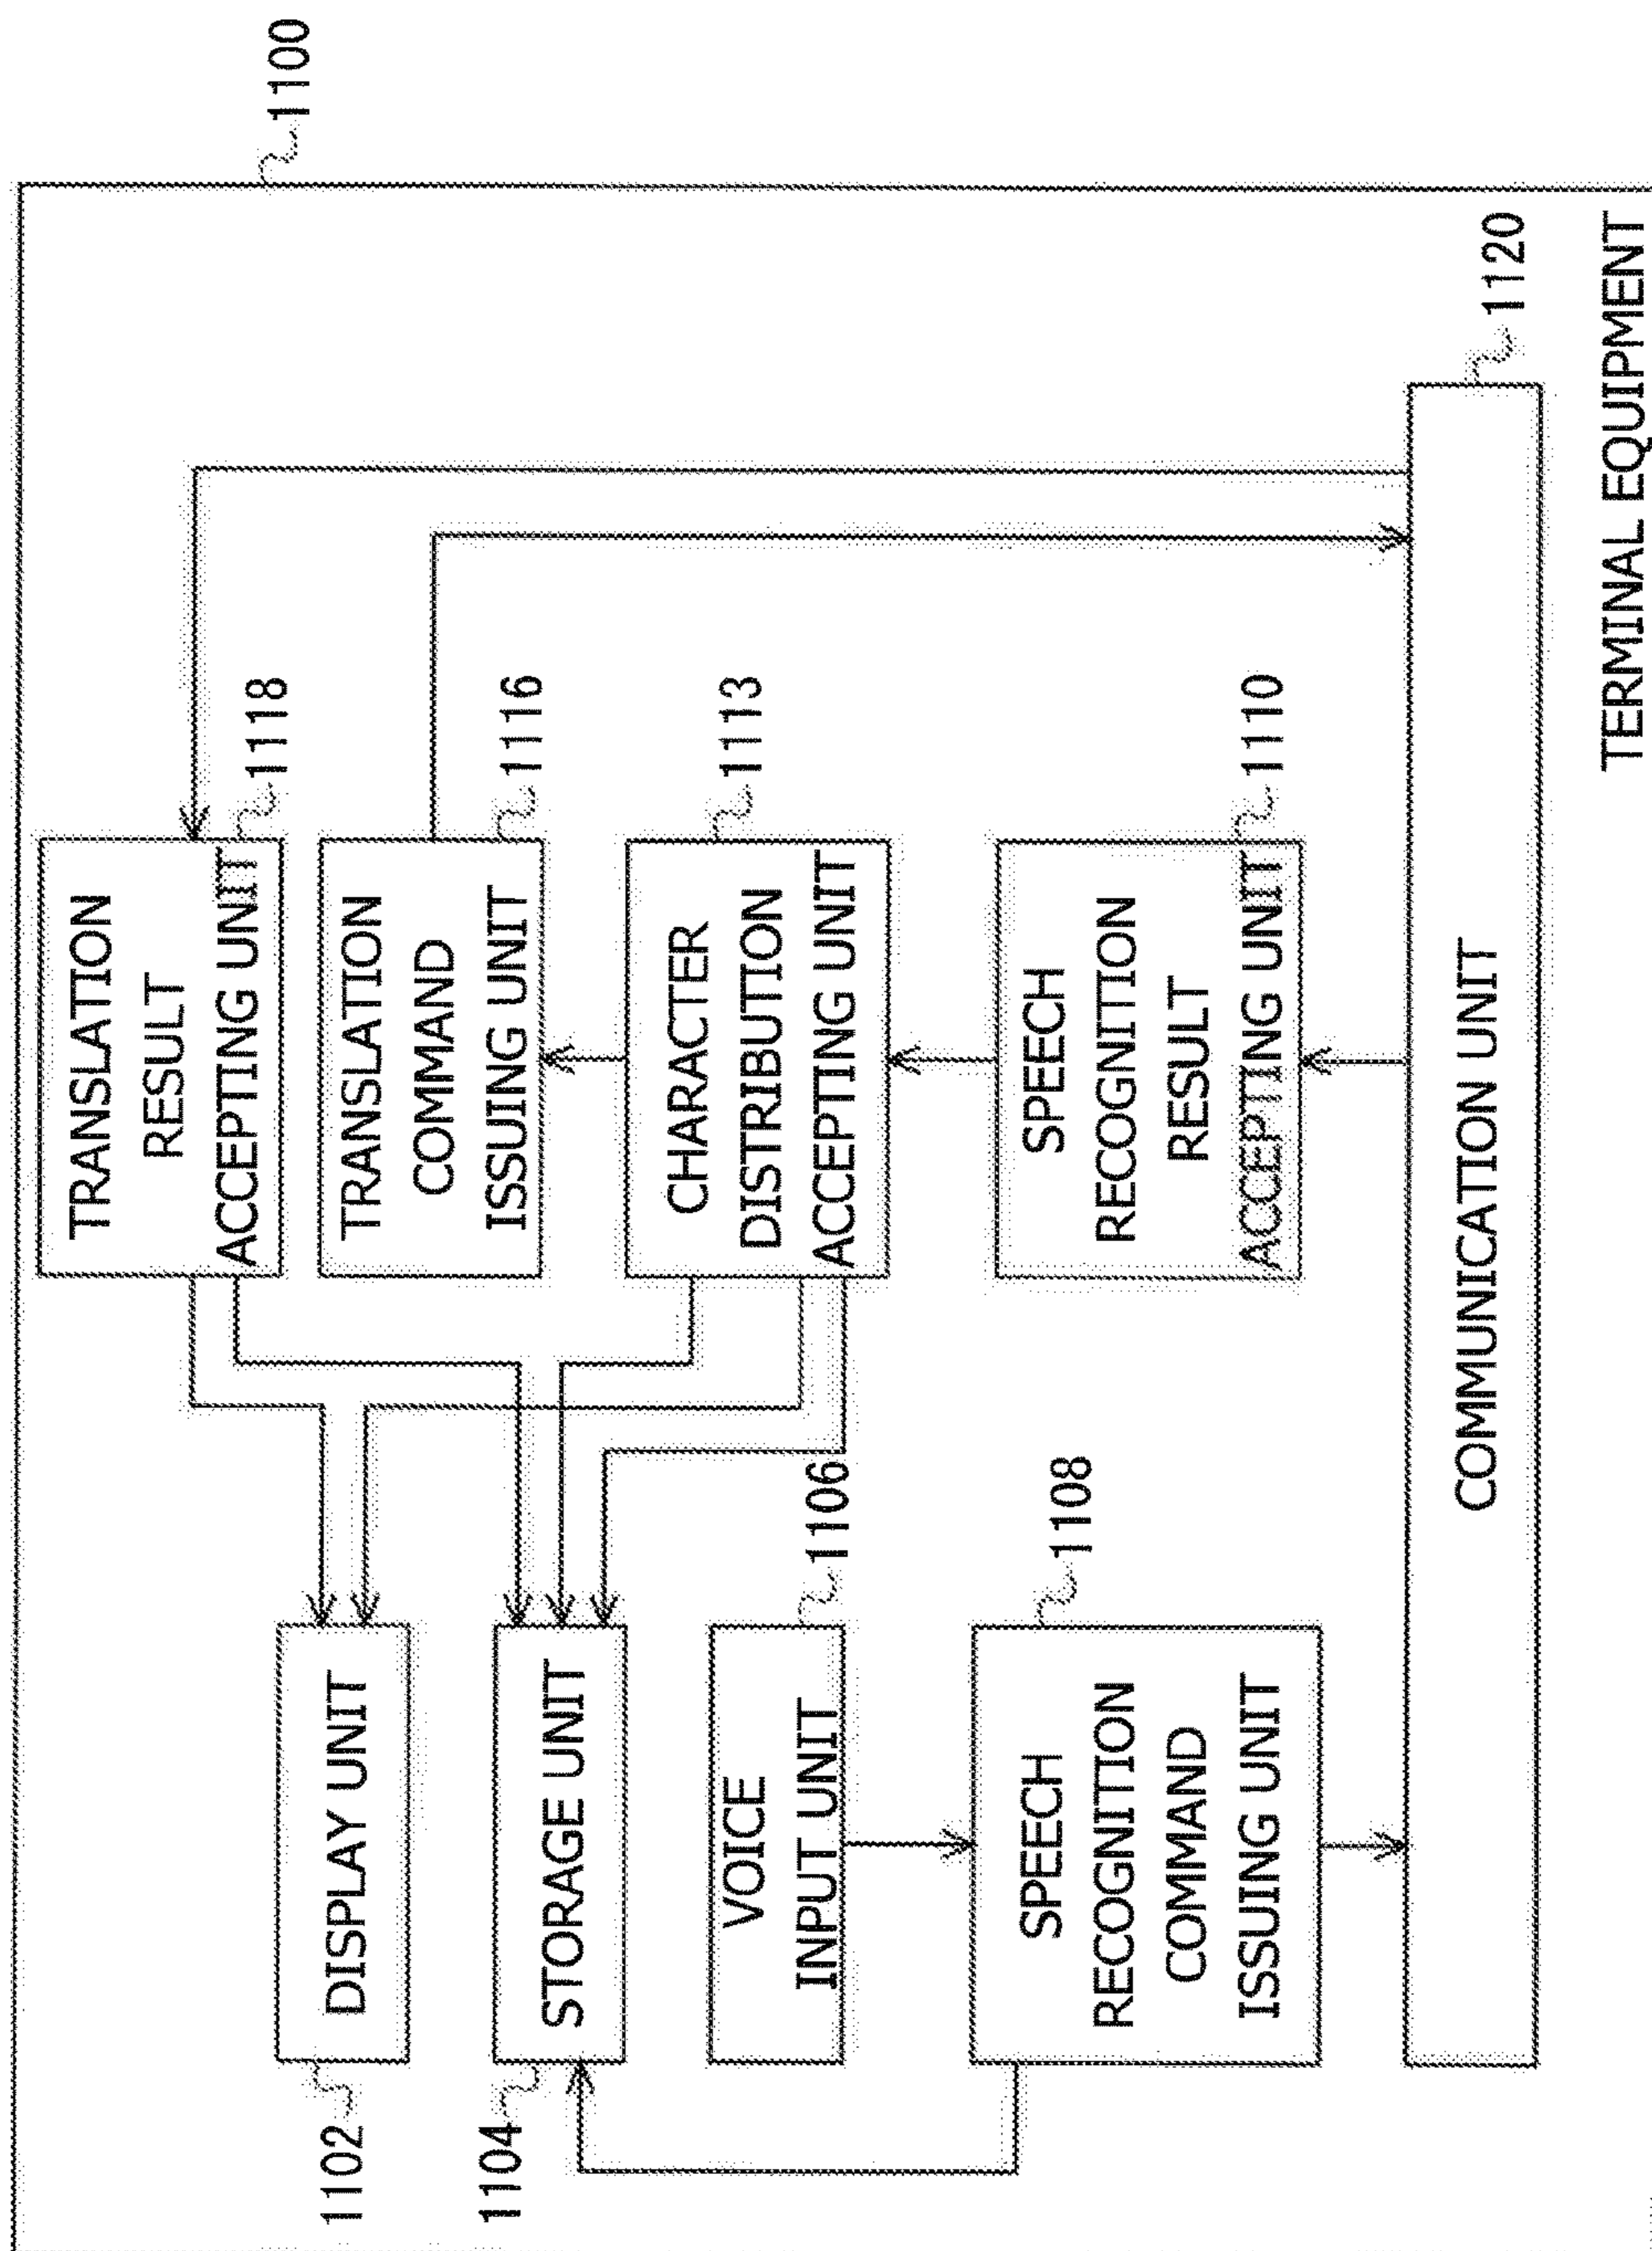 1100
DISPLAY UNIT
1102
STORAGE UNIT
1104
VOICE
INPUT UNIT
1106
SPEECH
RECOGNITION
COMMAND
ISSUING UNIT
1108
TRANSLATION
RESULT
ACCEPTING UNIT
1118
TRANSLATION
COMMAND
ISSUING UNIT
1116
CHARACTER
DISTRIBUTION
ACCEPTING UNIT
1113
SPEECH
RECOGNITION
RESULT
ACCEPTING UNIT
1110
COMMUNICATION UNIT
1120
TERMINAL EQUIPMENT